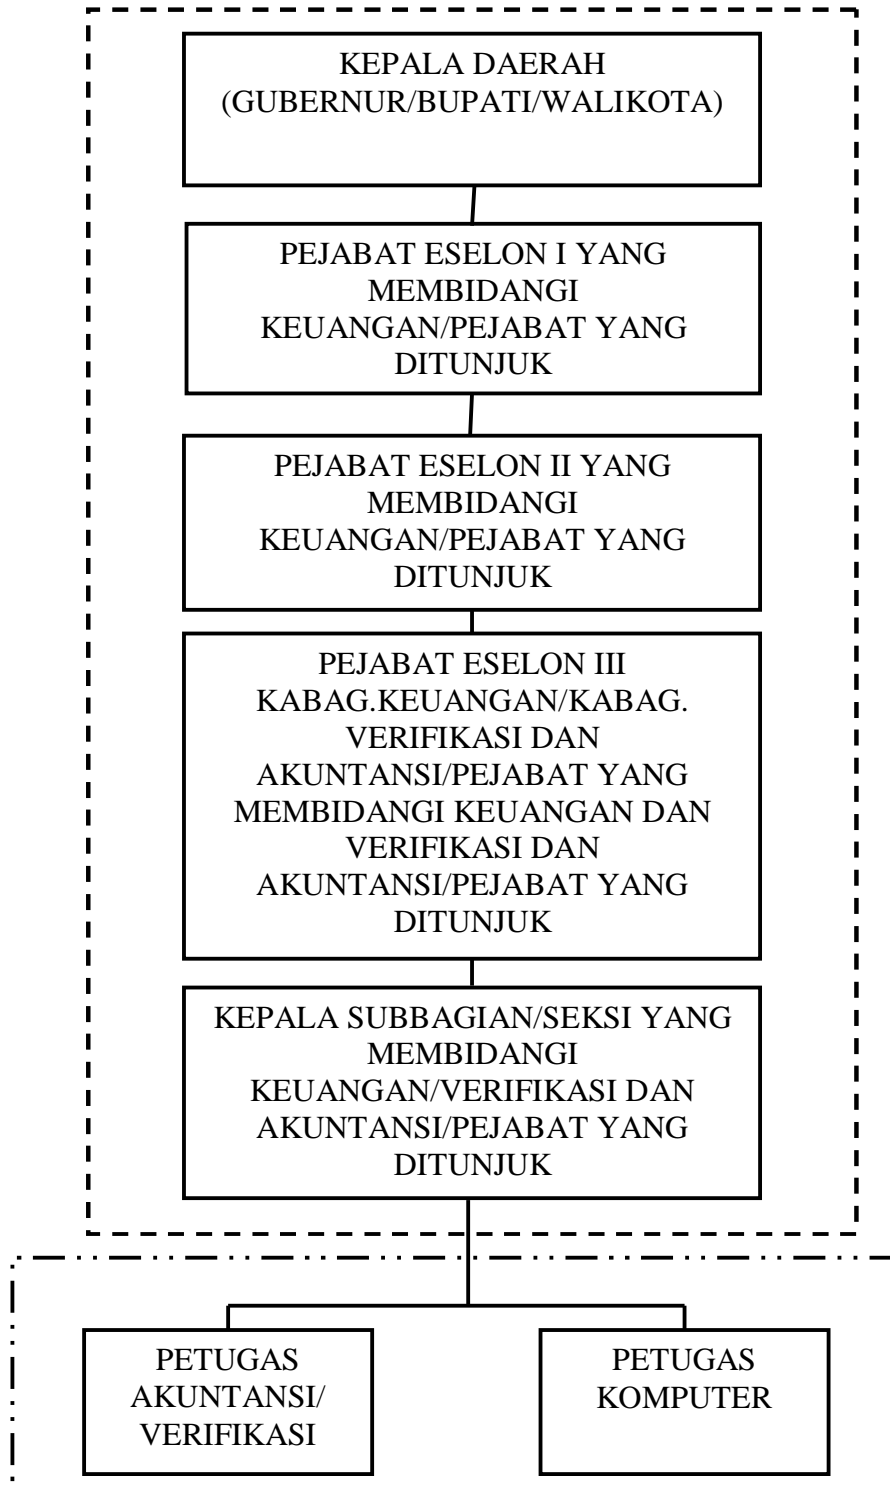 KEPALA DAERAH
(GUBERNUR/BUPATI/WALIKOTA)
PEJABAT ESELON I YANG
MEMBIDANGI
KEUANGAN/PEJABAT YANG
DITUNJUK
PEJABAT ESELON II YANG
MEMBIDANGI
KEUANGAN/PEJABAT YANG
DITUNJUK
PEJABAT ESELON III
KABAG.KEUANGAN/KABAG.
VERIFIKASI DAN
AKUNTANSI/PEJABAT YANG
MEMBIDANGI KEUANGAN DAN
VERIFIKASI DAN
AKUNTANSI/PEJABAT YANG
DITUNJUK
KEPALA SUBBAGIAN/SEKSI YANG
MEMBIDANGI
KEUANGAN/VERIFIKASI DAN
AKUNTANSI/PEJABAT YANG
DITUNJUK
PETUGAS
AKUNTANSI/
VERIFIKASI
PETUGAS
KOMPUTER